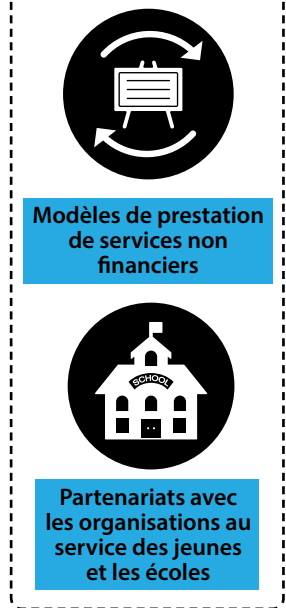 Modèles de prestation
de services non
financiers
SCHOOL
Partenariats avec
les organisations au
service des jeunes
et les écoles